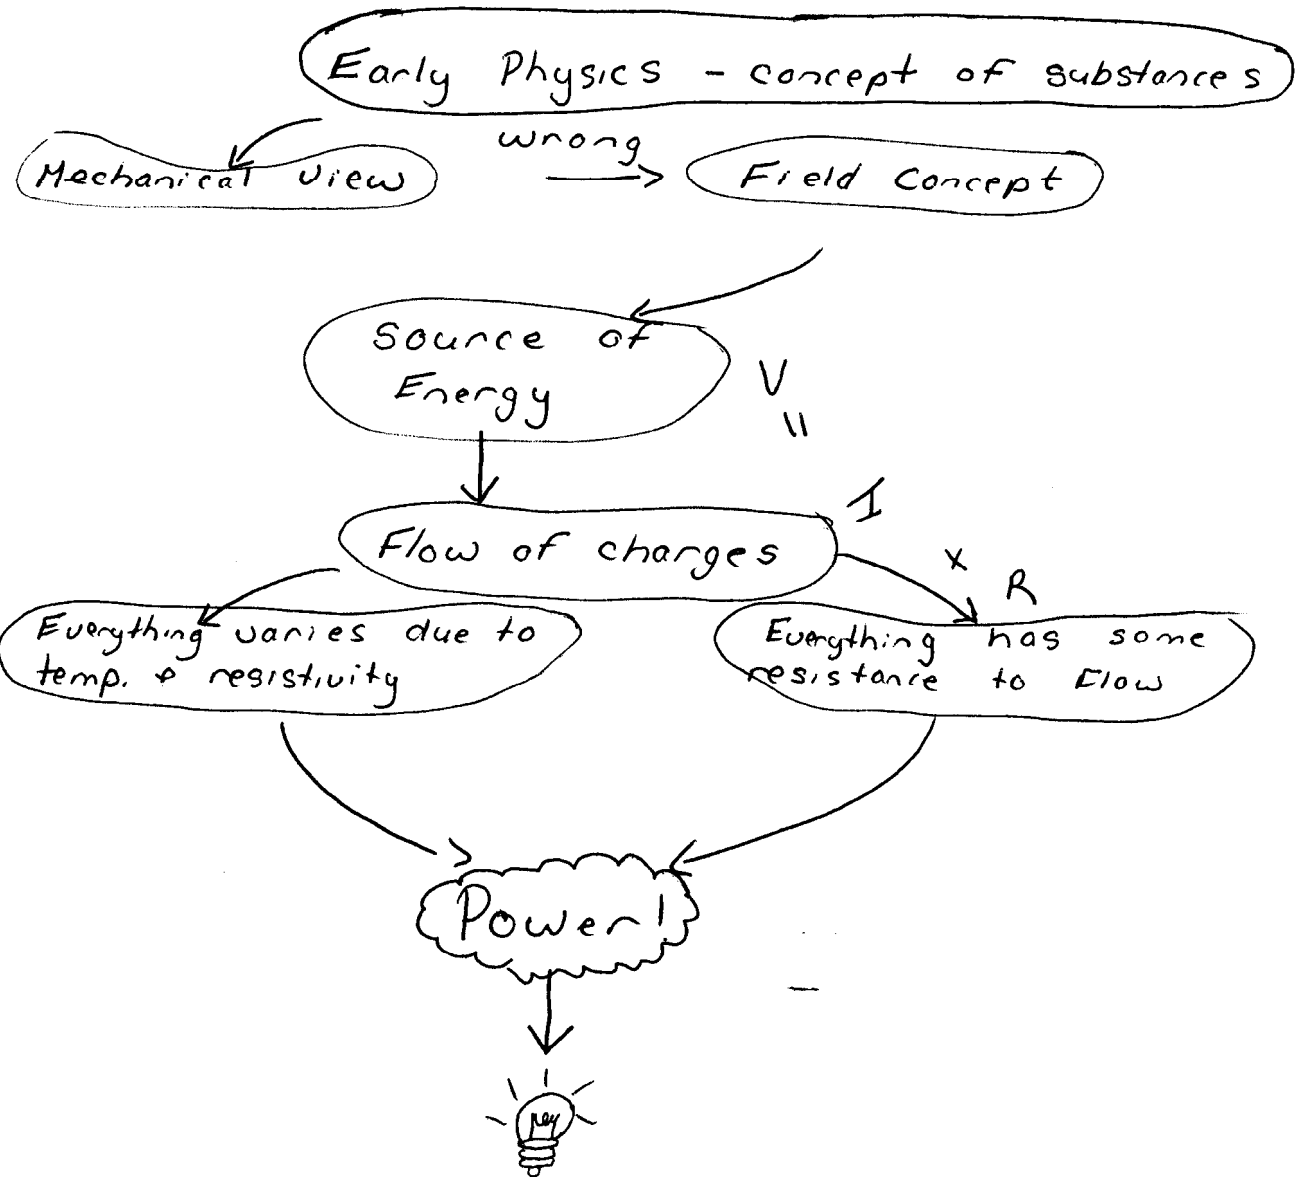 Early Physics - concept of substances
wrong
Mechanical View
Field Concept
Source of
Energy
V
=
I
Flow of charges
x
R
Everything varies due to
temp. & resistivity
Everything has some
resistance to Flow
Power!